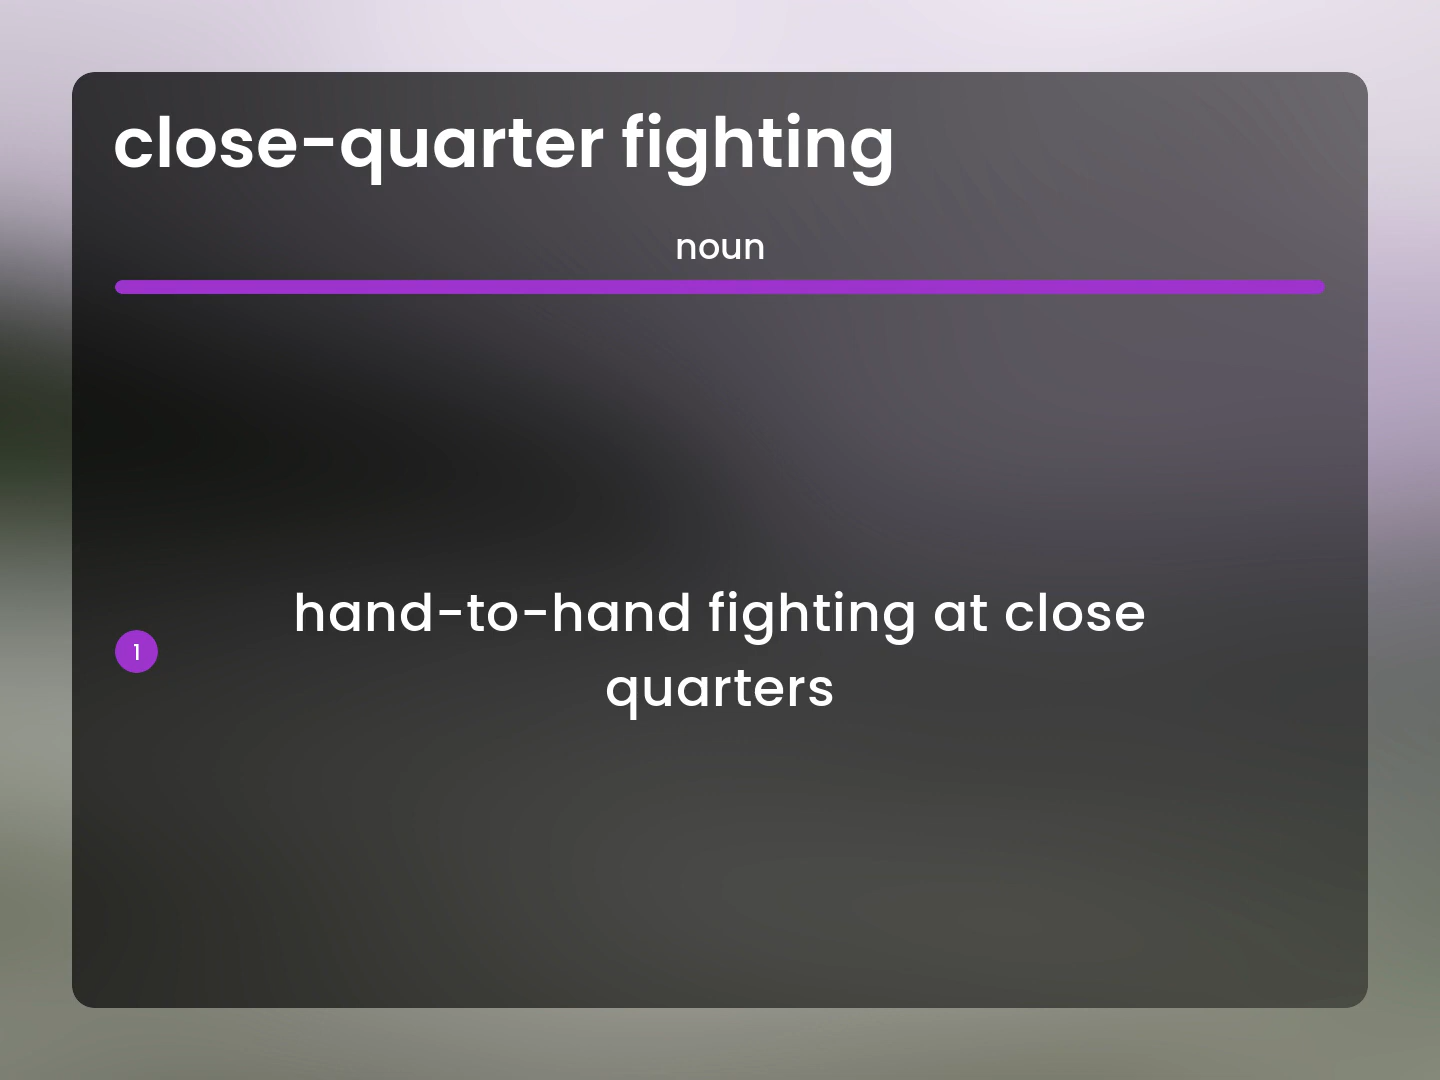 close-quarter fighting
noun
1
hand-to-hand fighting at close
quarters